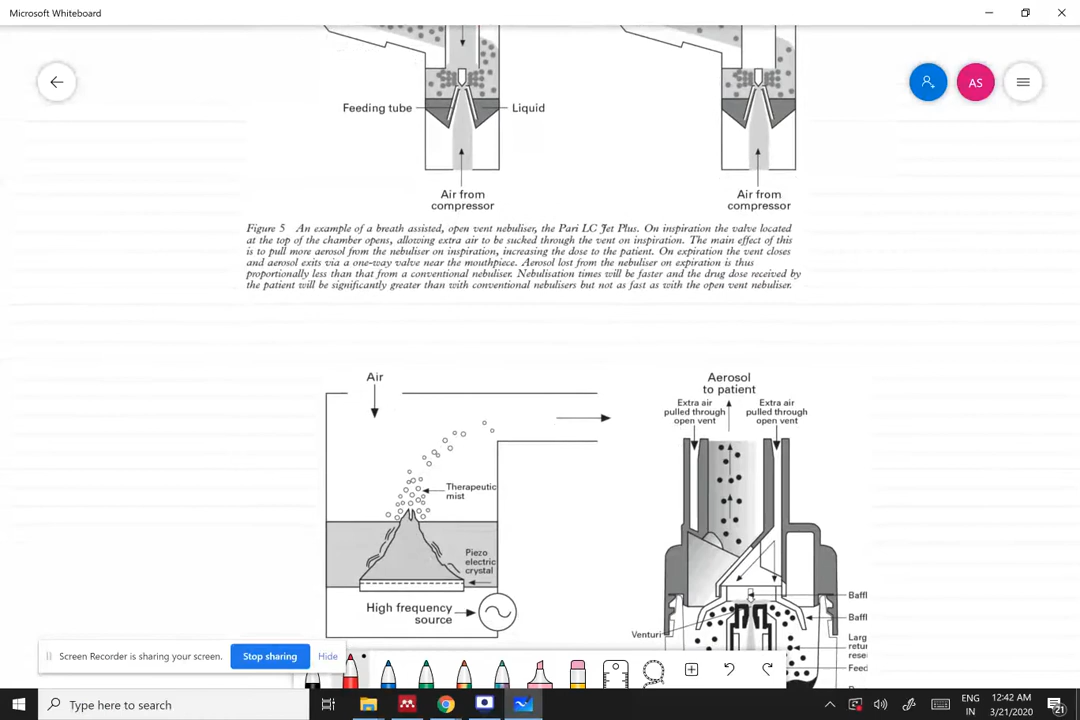 Microsoft Whiteboard
AS
Feeding tube
Liquid
Air from
compressor
Air from
compressor
Figure 5 An example of a breath assisted, open vent nebuliser, the Pari LC Jet Plus. On inspiration the valve located
at the top of the chamber opens, allowing extra air to be sucked through the vent on inspiration. The main effect of this
is to pull more aerosol from the nebuliser on inspiration, increasing the dose to the patient. On expiration the vent closes
and aerosol exits via a one-way valve near the mouthpiece. Aerosol lost from the nebuliser on expiration is thus
proportionally less than that from a conventional nebuliser. Nebulisation times will be faster and the drug dose received by
the patient will be significantly greater than with conventional nebulisers but not as fast as with the open vent nebuliser.
Air
Therapeutic
mist
Piezo
electric
crystal
High frequency
source
Aerosol
to patient
Extra air
pulled through
open vent
Extra air
pulled through
open vent
Baffl
Baffl
Venturi
Larg
retur
rese
Feed
Screen Recorder is sharing your screen.
Stop sharing
Hide
Type here to search
ENG
IN
12:42 AM
3/21/2020
21